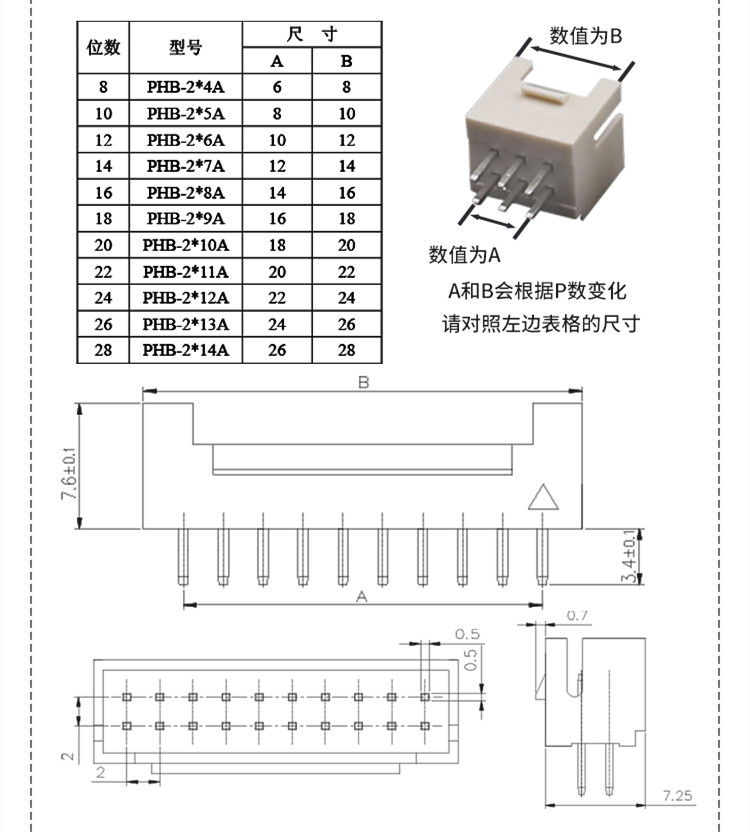 位数 型号 尺 寸
A B
8 PHB-2*4A 6 8
10 PHB-2*5A 8 10
12 PHB-2*6A 10 12
14 PHB-2*7A 12 14
16 PHB-2*8A 14 16
18 PHB-2*9A 16 18
20 PHB-2*10A 18 20
22 PHB-2*11A 20 22
24 PHB-2*12A 22 24
26 PHB-2*13A 24 26
28 PHB-2*14A 26 28
数值为B
数值为A
A和B会根据P数变化
请对照左边表格的尺寸
B
7.6±0.1
3.4±0.1
A
0.5
0.5
2
2
0.7
7.25